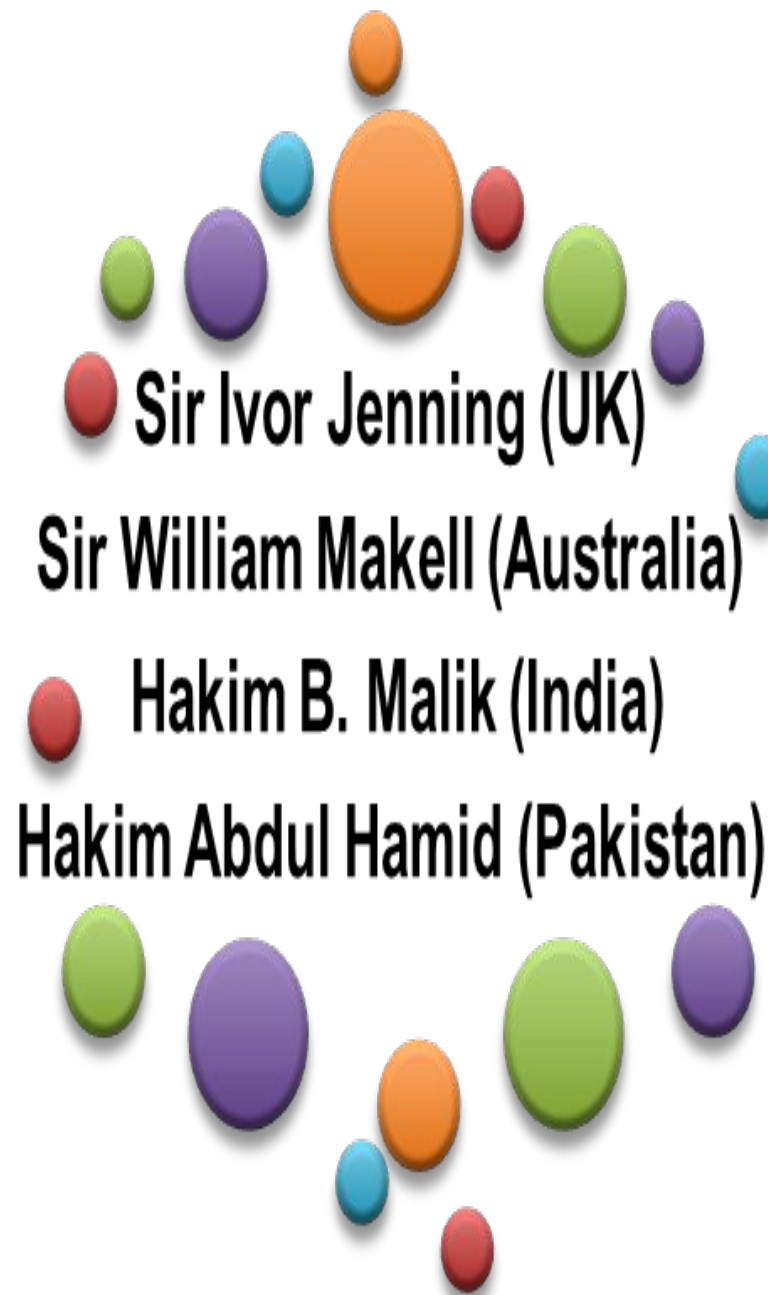 Sir Ivor Jenning (UK)
Sir William Makell (Australia)
Hakim B. Malik (India)
Hakim Abdul Hamid (Pakistan)